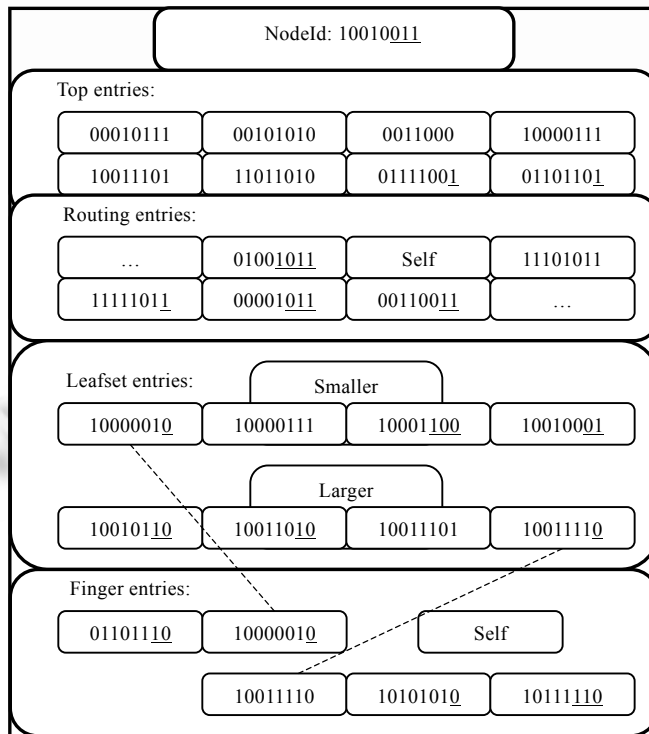 NodeId: 10010011
Top entries:
00010111 00101010 0011000 10000111
10011101 11011010 01111001 01101101
Routing entries:
… 01001011 Self 11101011
11111011 00001011 00110011 …
Leafset entries: Smaller
10000010 10000111 10001100 10010001
Larger
10010110 10011010 10011101 10011110
Finger entries:
01101110 10000010 Self
10011110 10101010 10111110